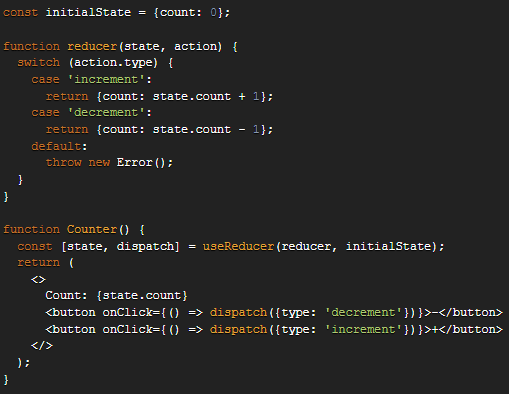 const initialState = {count: 0};

function reducer(state, action) {
  switch (action.type) {
    case 'increment':
      return {count: state.count + 1};
    case 'decrement':
      return {count: state.count - 1};
    default:
      throw new Error();
  }
}

function Counter() {
  const [state, dispatch] = useReducer(reducer, initialState);
  return (
    <>
      Count: {state.count}
      <button onClick={() => dispatch({type: 'decrement'})}>-</button>
      <button onClick={() => dispatch({type: 'increment'})}>+</button>
    </>
  );
}